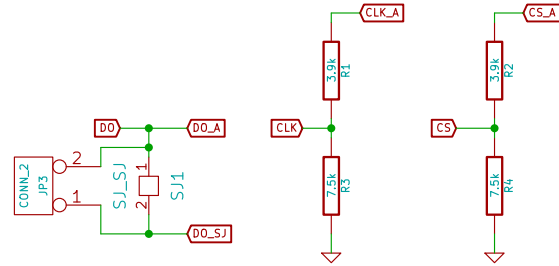 CLK_A
CS_A
3.9k
R1
3.9k
R2
DO
DO_A
CLK
CS
2
1
CONN_2
JP3
1
2
SJ_SJ
SJ1
1
7.5k
R3
7.5k
R4
DO_SJ